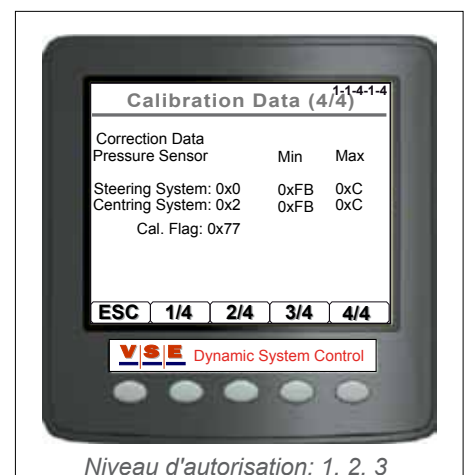 1-1-4-1-4
Calibration Data (4/4)
Correction Data
Pressure Sensor Min Max
Steering System: 0x0 0xFB 0xC
Centring System: 0x2 0xFB 0xC
Cal. Flag: 0x77
ESC 1/4 2/4 3/4 4/4
VSE Dynamic System Control
Niveau d'autorisation: 1, 2, 3